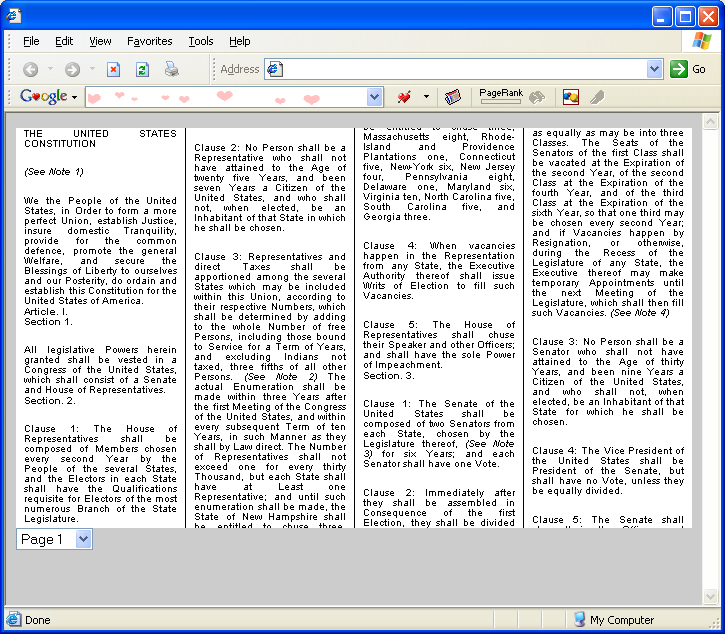 File Edit View Favorites Tools Help
Address Go
Google PageRank
THE UNITED STATES
CONSTITUTION
(See Note 1)
We the People of the United
States, in Order to form a more
perfect Union, establish Justice,
insure domestic Tranquility,
provide for the common
defence, promote the general
Welfare, and secure the
Blessings of Liberty to ourselves
and our Posterity, do ordain and
establish this Constitution for the
United States of America.
Article. I.
Section 1.
All legislative Powers herein
granted shall be vested in a
Congress of the United States,
which shall consist of a Senate
and House of Representatives.
Section. 2.
Clause 1: The House of
Representatives shall be
composed of Members chosen
every second Year by the
People of the several States,
and the Electors in each State
shall have the Qualifications
requisite for Electors of the most
numerous Branch of the State
Legislature.
Clause 2: No Person shall be a
Representative who shall not
have attained to the Age of
twenty five Years, and been
seven Years a Citizen of the
United States, and who shall
not, when elected, be an
Inhabitant of that State in which
he shall be chosen.
Clause 3: Representatives and
direct Taxes shall be
apportioned among the several
States which may be included
within this Union, according to
their respective Numbers, which
shall be determined by adding
to the whole Number of free
Persons, including those bound
to Service for a Term of Years,
and excluding Indians not
taxed, three fifths of all other
Persons. (See Note 2) The
actual Enumeration shall be
made within three Years after
the first Meeting of the Congress
of the United States, and within
every subsequent Term of ten
Years, in such Manner as they
shall by Law direct. The Number
of Representatives shall not
exceed one for every thirty
Thousand, but each State shall
have at Least one
Representative; and until such
enumeration shall be made, the
State of New Hampshire shall
be entitled to chuse three,
be entitled to chuse three,
Massachusetts eight, Rhode-
Island and Providence
Plantations one, Connecticut
five, New-York six, New Jersey
four, Pennsylvania eight,
Delaware one, Maryland six,
Virginia ten, North Carolina five,
South Carolina five, and
Georgia three.
Clause 4: When vacancies
happen in the Representation
from any State, the Executive
Authority thereof shall issue
Writs of Election to fill such
Vacancies.
Clause 5: The House of
Representatives shall chuse
their Speaker and other Officers;
and shall have the sole Power
of Impeachment.
Section. 3.
Clause 1: The Senate of the
United States shall be
composed of two Senators from
each State, chosen by the
Legislature thereof, (See Note
3) for six Years; and each
Senator shall have one Vote.
Clause 2: Immediately after
they shall be assembled in
Consequence of the first
Election, they shall be divided
as equally as may be into three
Classes. The Seats of the
Senators of the first Class shall
be vacated at the Expiration of
the second Year, of the second
Class at the Expiration of the
fourth Year, and of the third
Class at the Expiration of the
sixth Year, so that one third may
be chosen every second Year;
and if Vacancies happen by
Resignation, or otherwise,
during the Recess of the
Legislature of any State, the
Executive thereof may make
temporary Appointments until
the next Meeting of the
Legislature, which shall then fill
such Vacancies. (See Note 4)
Clause 3: No Person shall be a
Senator who shall not have
attained to the Age of thirty
Years, and been nine Years a
Citizen of the United States,
and who shall not, when
elected, be an Inhabitant of that
State for which he shall be
chosen.
Clause 4: The Vice President of
the United States shall be
President of the Senate, but
shall have no Vote, unless they
be equally divided.
Clause 5: The Senate shall
Page 1
Done My Computer